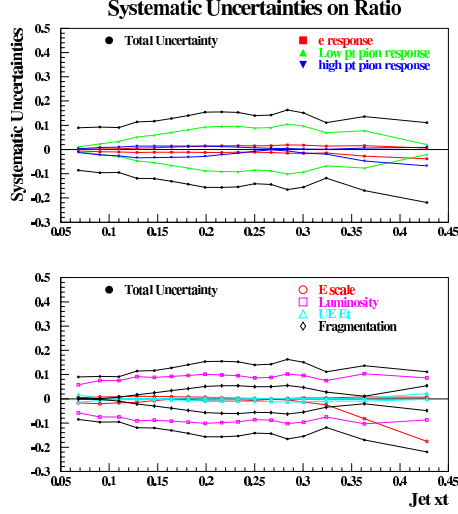 Systematic Uncertainties on Ratio
Systematic Uncertainties
0.5
0.4
0.3
0.2
0.1
0
-0.1
-0.2
-0.3
Total Uncertainty
e response
Low pt pion response
high pt pion response
0.05 0.1 0.15 0.2 0.25 0.3 0.35 0.4 0.45
0.5
0.4
0.3
0.2
0.1
0
-0.1
-0.2
-0.3
Total Uncertainty
E scale
Luminosity
UE Et
Fragmentation
0.05 0.1 0.15 0.2 0.25 0.3 0.35 0.4 0.45
Jet xt